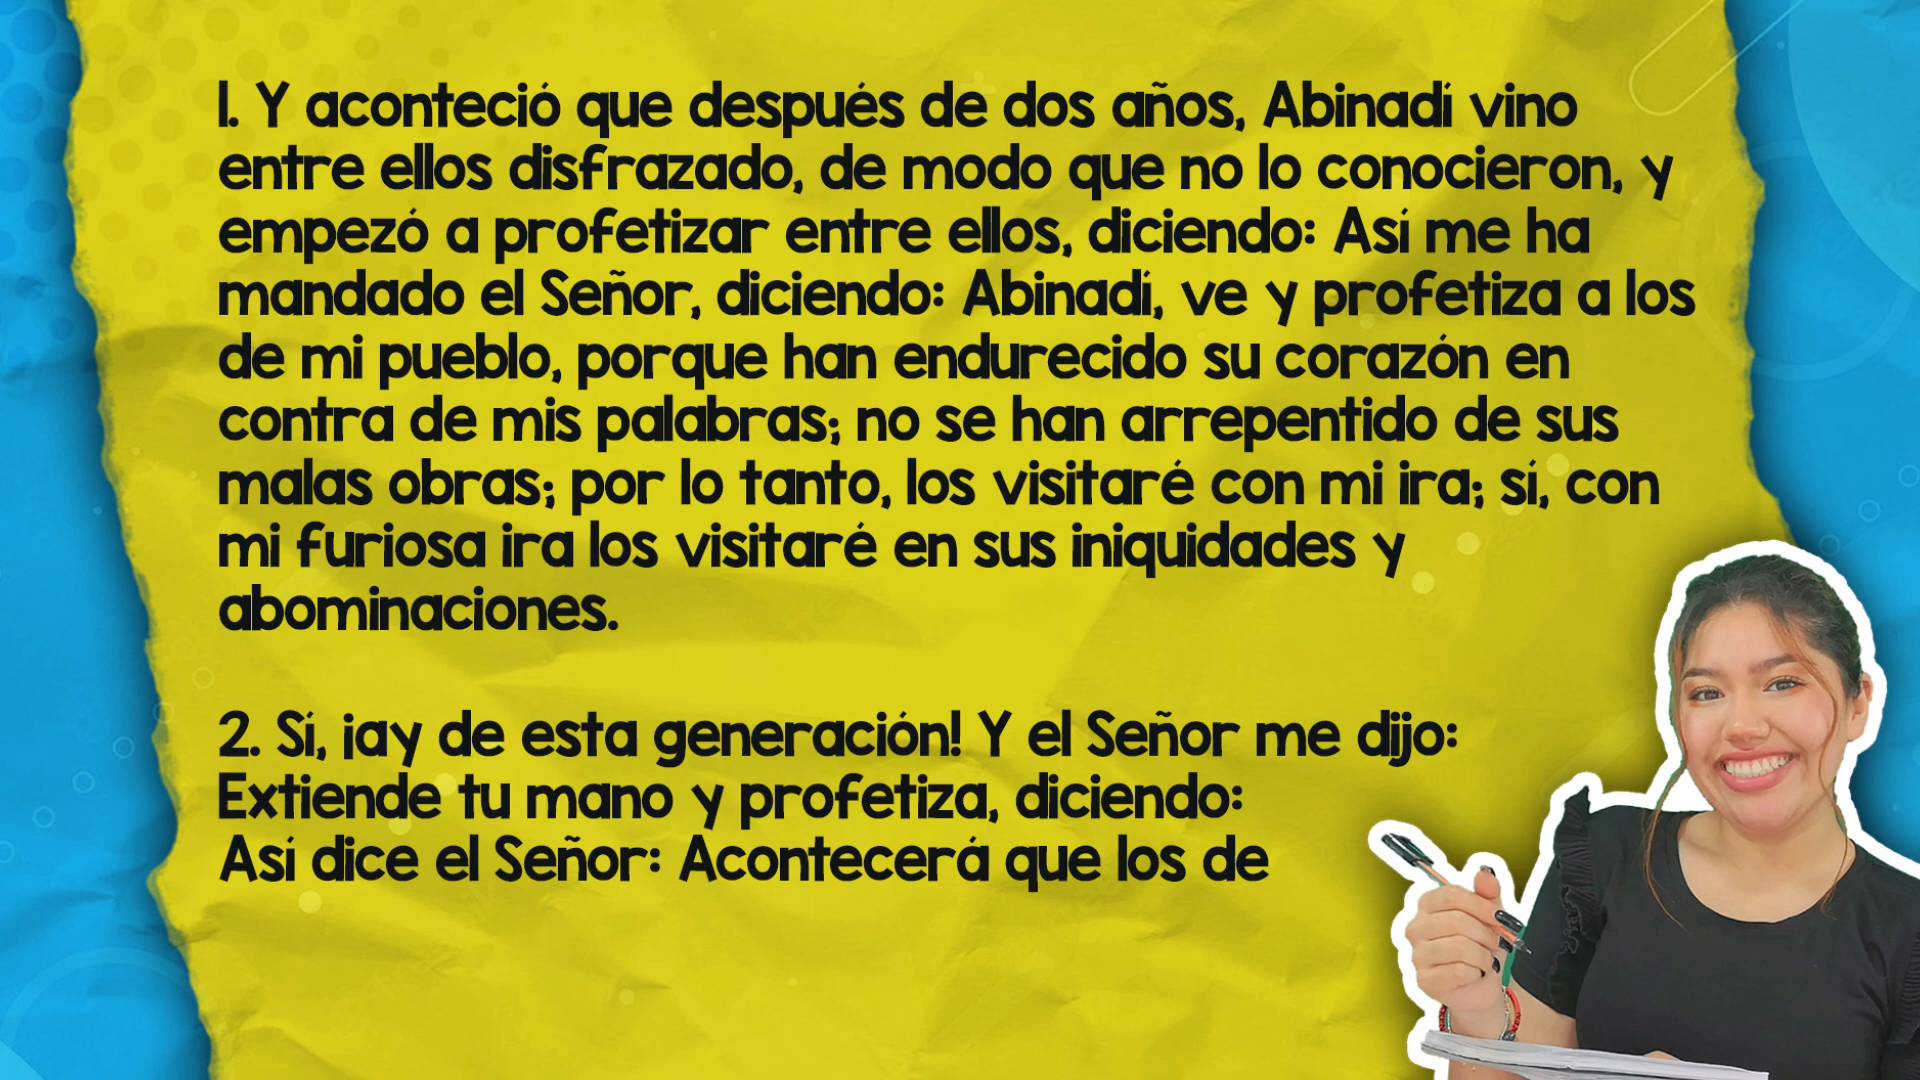 1. Y aconteció que después de dos años, Abinadí vino
entre ellos disfrazado, de modo que no lo conocieron, y
empezó a profetizar entre ellos, diciendo: Así me ha
mandado el Señor, diciendo: Abinadí, ve y profetiza a los
de mi pueblo, porque han endurecido su corazón en
contra de mis palabras; no se han arrepentido de sus
malas obras; por lo tanto, los visitaré con mi ira; sí, con
mi furiosa ira los visitaré en sus iniquidades y
abominaciones.
2. Sí, ¡ay de esta generación! Y el Señor me dijo:
Extiende tu mano y profetiza, diciendo:
Así dice el Señor: Acontecerá que los de